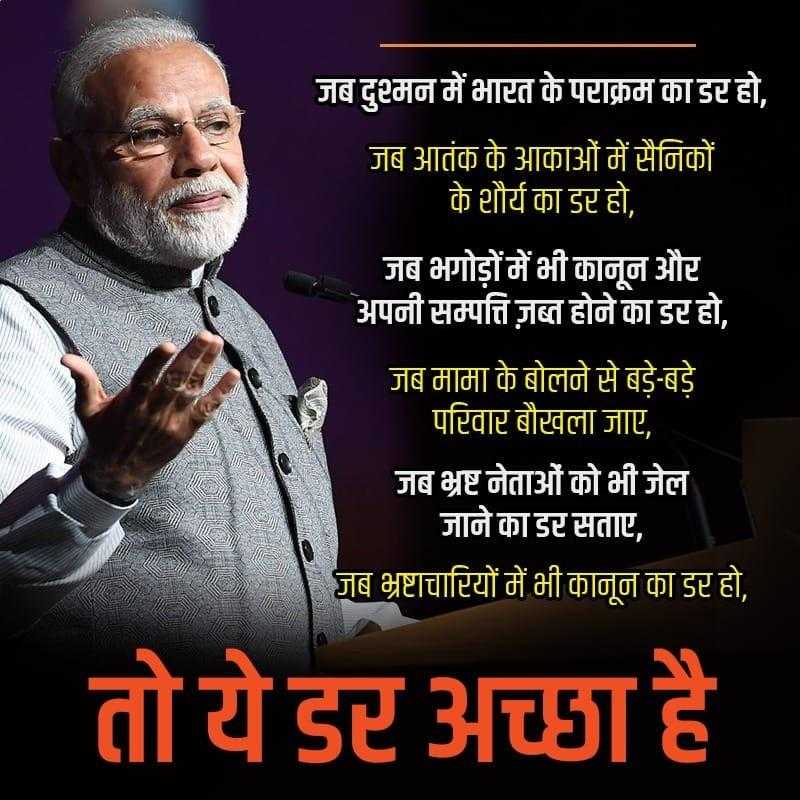 जब दुश्मन में भारत के पराक्रम का डर हो,
जब आतंक के आकाओं में सैनिकों
के शौर्य का डर हो,
जब भगोड़ों में भी कानून और
अपनी सम्पत्ति ज़ब्त होने का डर हो,
जब मामा के बोलने से बड़े-बड़े
परिवार बौखला जाए,
जब भ्रष्ट नेताओं को भी जेल
जाने का डर सताए,
जब भ्रष्टाचारियों में भी कानून का डर हो,
तो ये डर अच्छा है